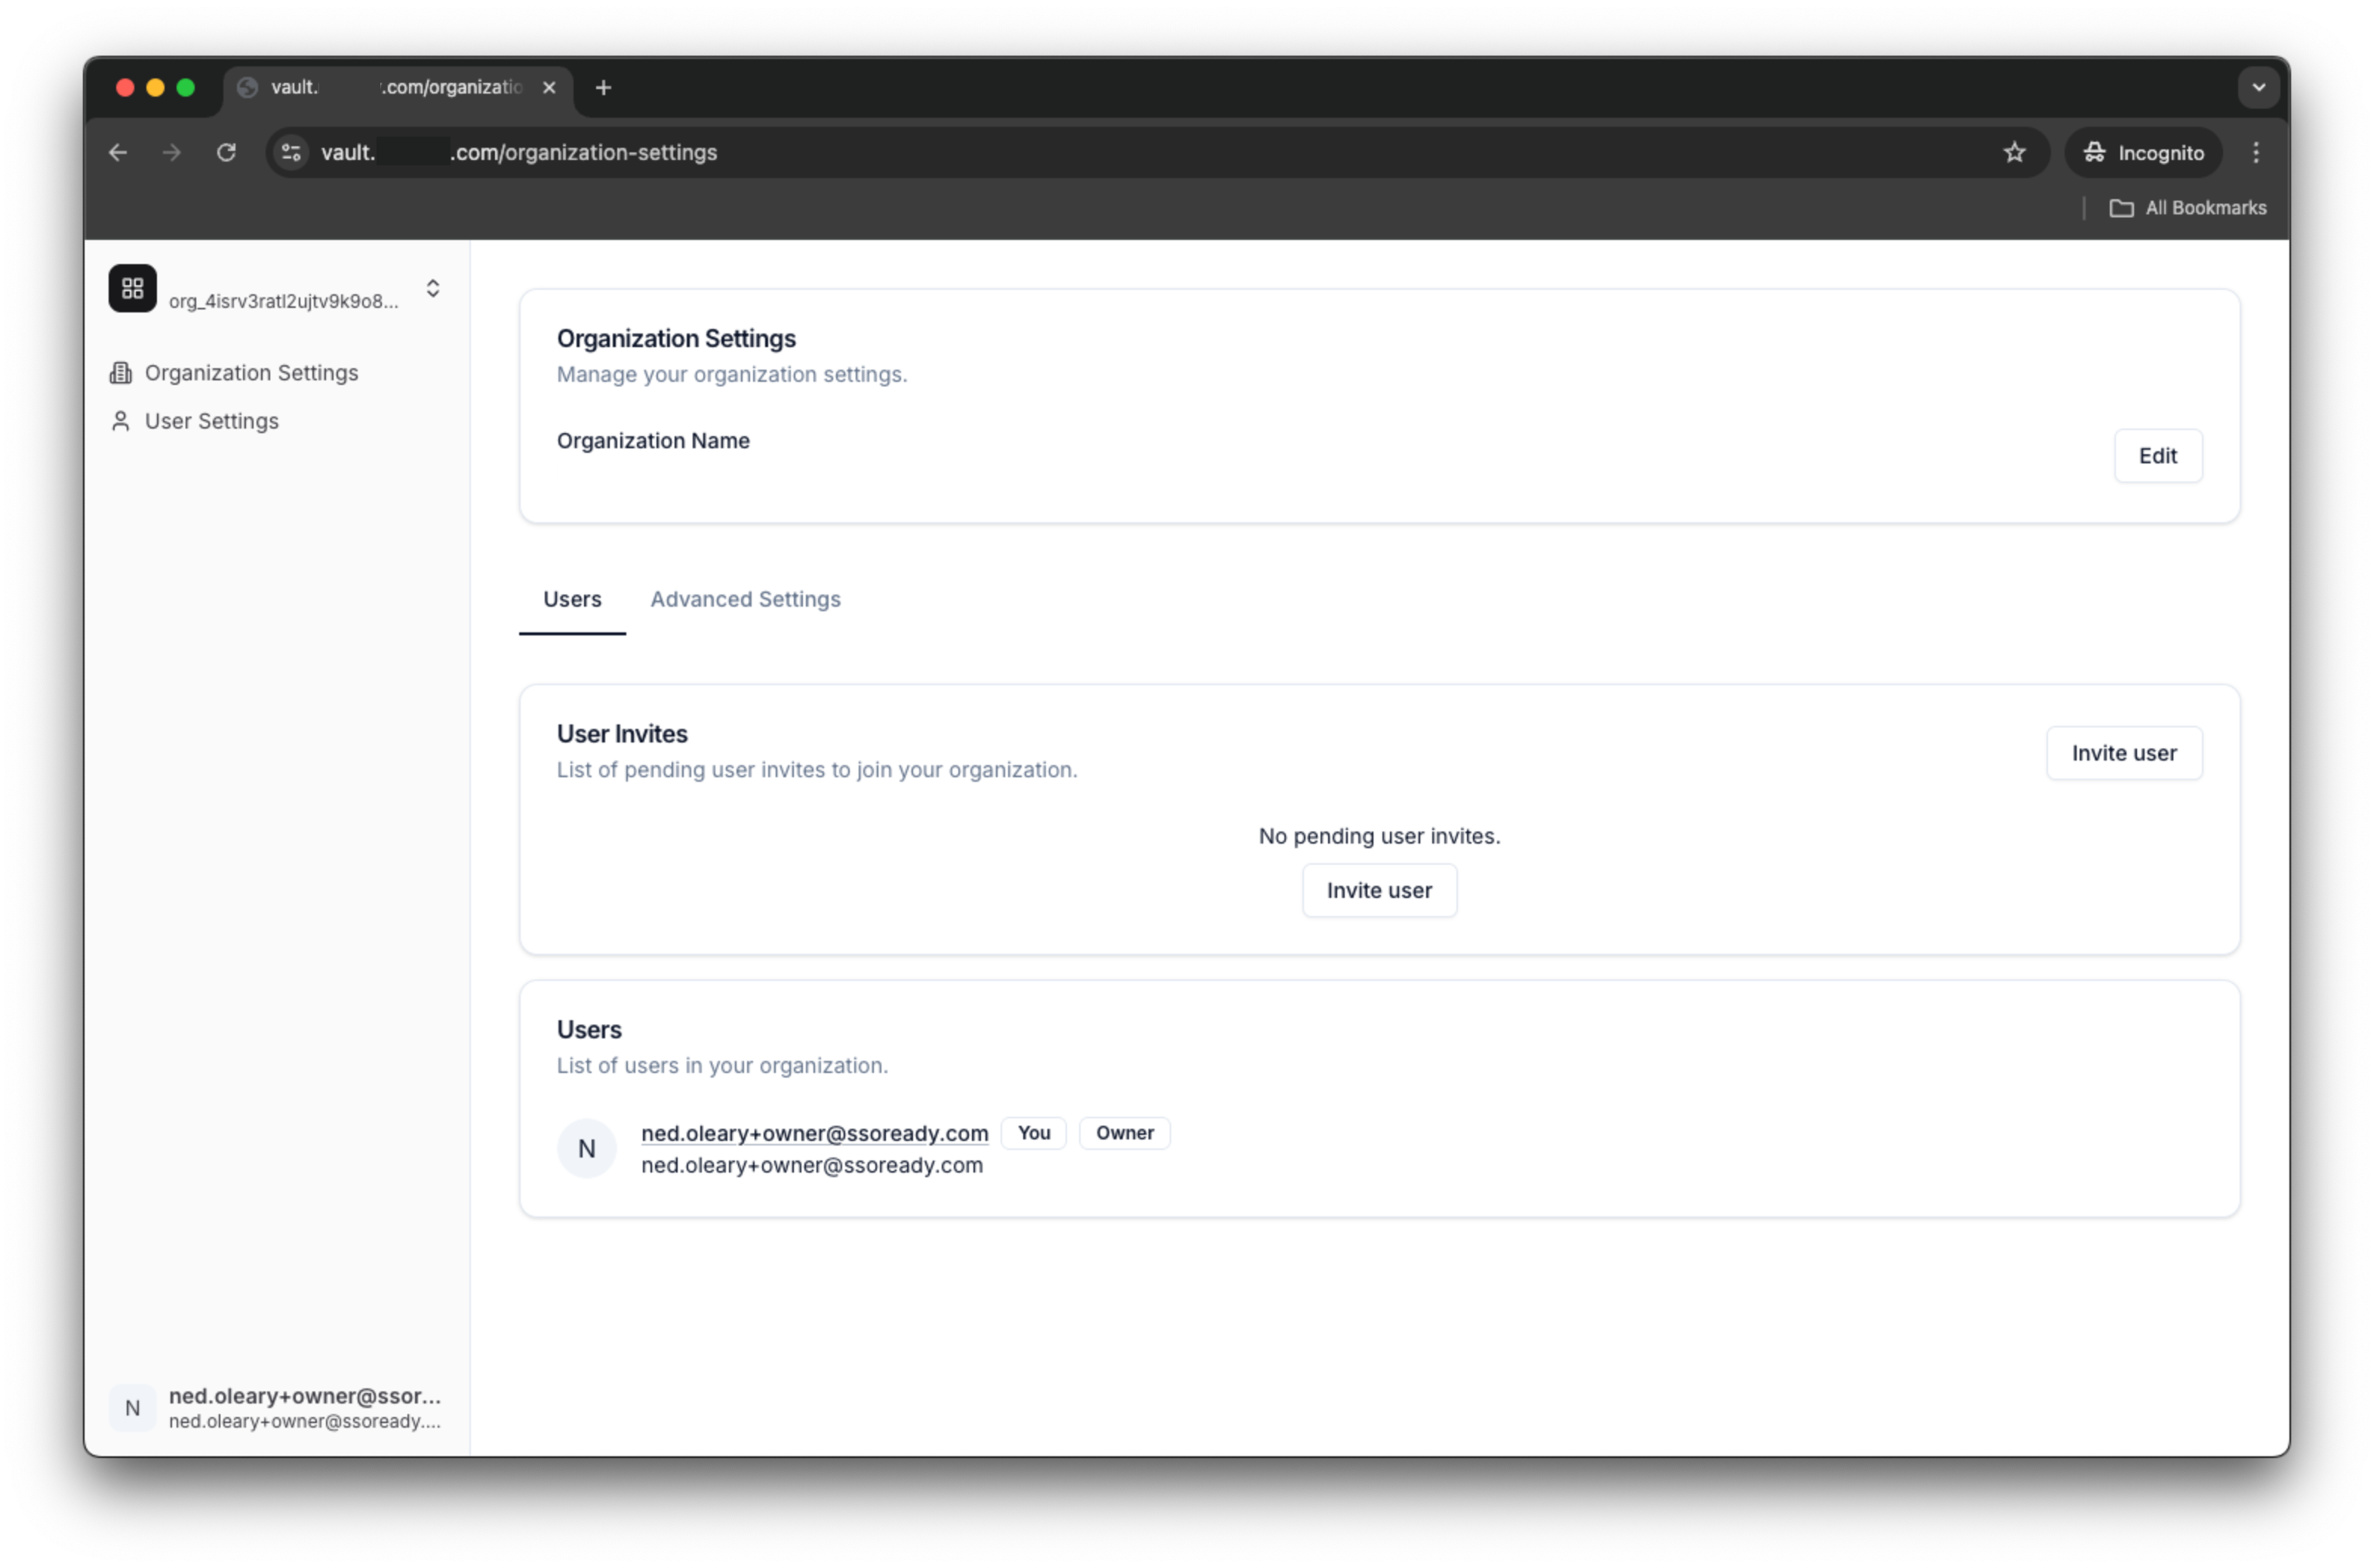 vault. .com/organizatio
vault. .com/organization-settings
Incognito
All Bookmarks
org_4isrv3ratl2ujtv9k9o8...
Organization Settings
User Settings
Organization Settings
Manage your organization settings.
Organization Name
Edit
Users Advanced Settings
User Invites
List of pending user invites to join your organization.
Invite user
No pending user invites.
Invite user
Users
List of users in your organization.
N
ned.oleary+owner@ssoready.com You Owner
ned.oleary+owner@ssoready.com
N
ned.oleary+owner@ssor...
ned.oleary+owner@ssoready....